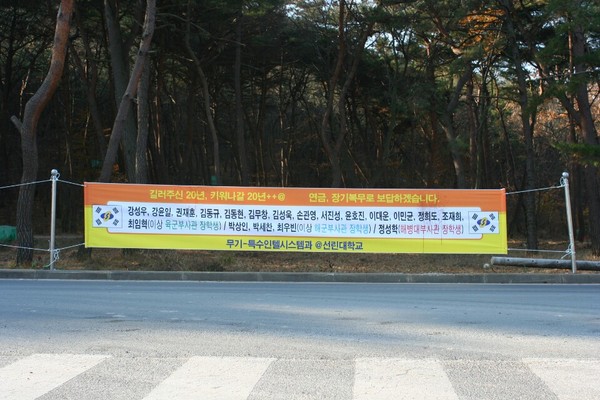 길러주신 20년, 키워나갈 20년++@ 연금, 장기복무로 보답하겠습니다.
강성우, 강윤일, 권재훈, 김동규, 김동현, 김무창, 김성욱, 손관영, 서진성, 윤호진, 이대운, 이민균, 정희도, 조재희,
최임혁(이상 육군부사관 장학생) / 박상인, 박세찬, 최우빈(이상 해군부사관 장학생) / 정성학(해병대부사관 장학생)
무기-특수인텔시스템과 @선린대학교